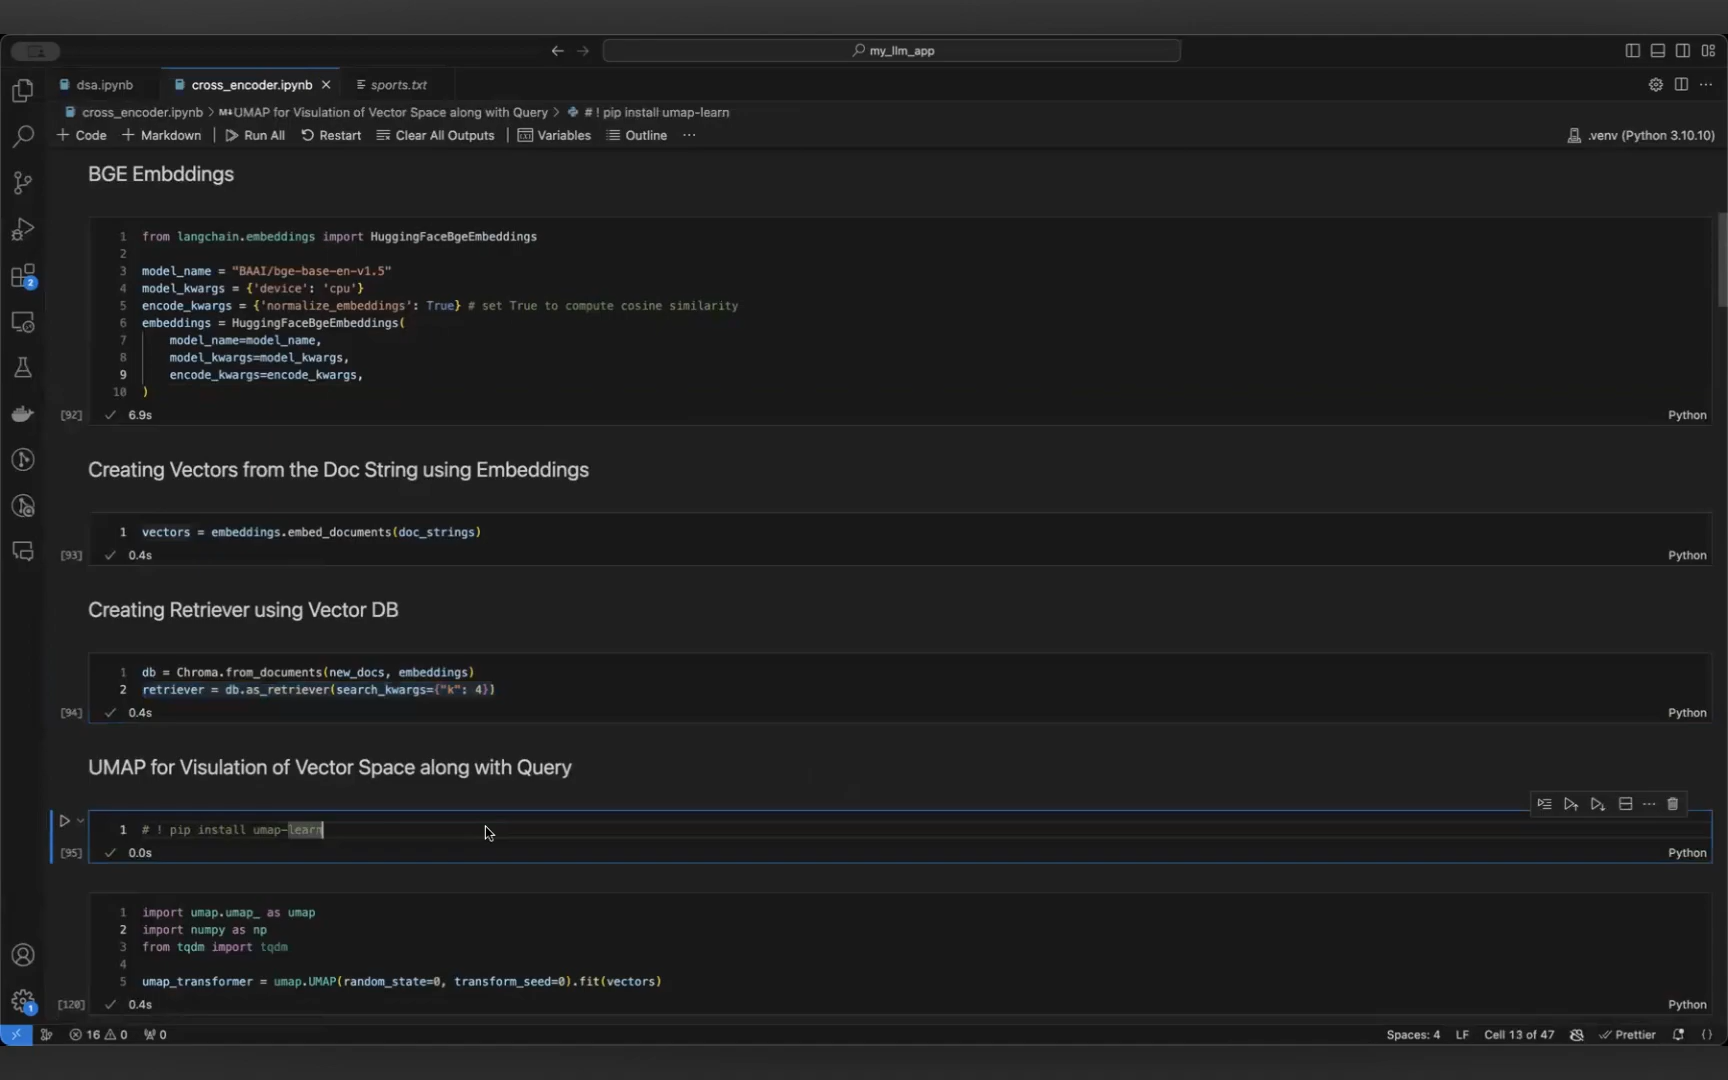 my_llm_app
dsa.ipynb
cross_encoder.ipynb
sports.txt
cross_encoder.ipynb > M↓UMAP for Visulation of Vector Space along with Query > # ! pip install umap-learn
+ Code + Markdown Run All Restart Clear All Outputs Variables Outline ... .venv (Python 3.10.10)
BGE Embddings
1 from langchain.embeddings import HuggingFaceBgeEmbeddings
2
3 model_name = "BAAI/bge-base-en-v1.5"
4 model_kwargs = {'device': 'cpu'}
5 encode_kwargs = {'normalize_embeddings': True} # set True to compute cosine similarity
6 embeddings = HuggingFaceBgeEmbeddings(
7 model_name=model_name,
8 model_kwargs=model_kwargs,
9 encode_kwargs=encode_kwargs,
10 )
[92] 6.9s Python
Creating Vectors from the Doc String using Embeddings
1 vectors = embeddings.embed_documents(doc_strings)
[93] 0.4s Python
Creating Retriever using Vector DB
1 db = Chroma.from_documents(new_docs, embeddings)
2 retriever = db.as_retriever(search_kwargs={"k": 4})
[94] 0.4s Python
UMAP for Visulation of Vector Space along with Query
1 # ! pip install umap-learn
[95] 0.0s Python
1 import umap.umap_ as umap
2 import numpy as np
3 from tqdm import tqdm
4
5 umap_transformer = umap.UMAP(random_state=0, transform_seed=0).fit(vectors)
[120] 0.4s Python
2
1
16 0 0 Spaces: 4 LF Cell 13 of 47 Prettier